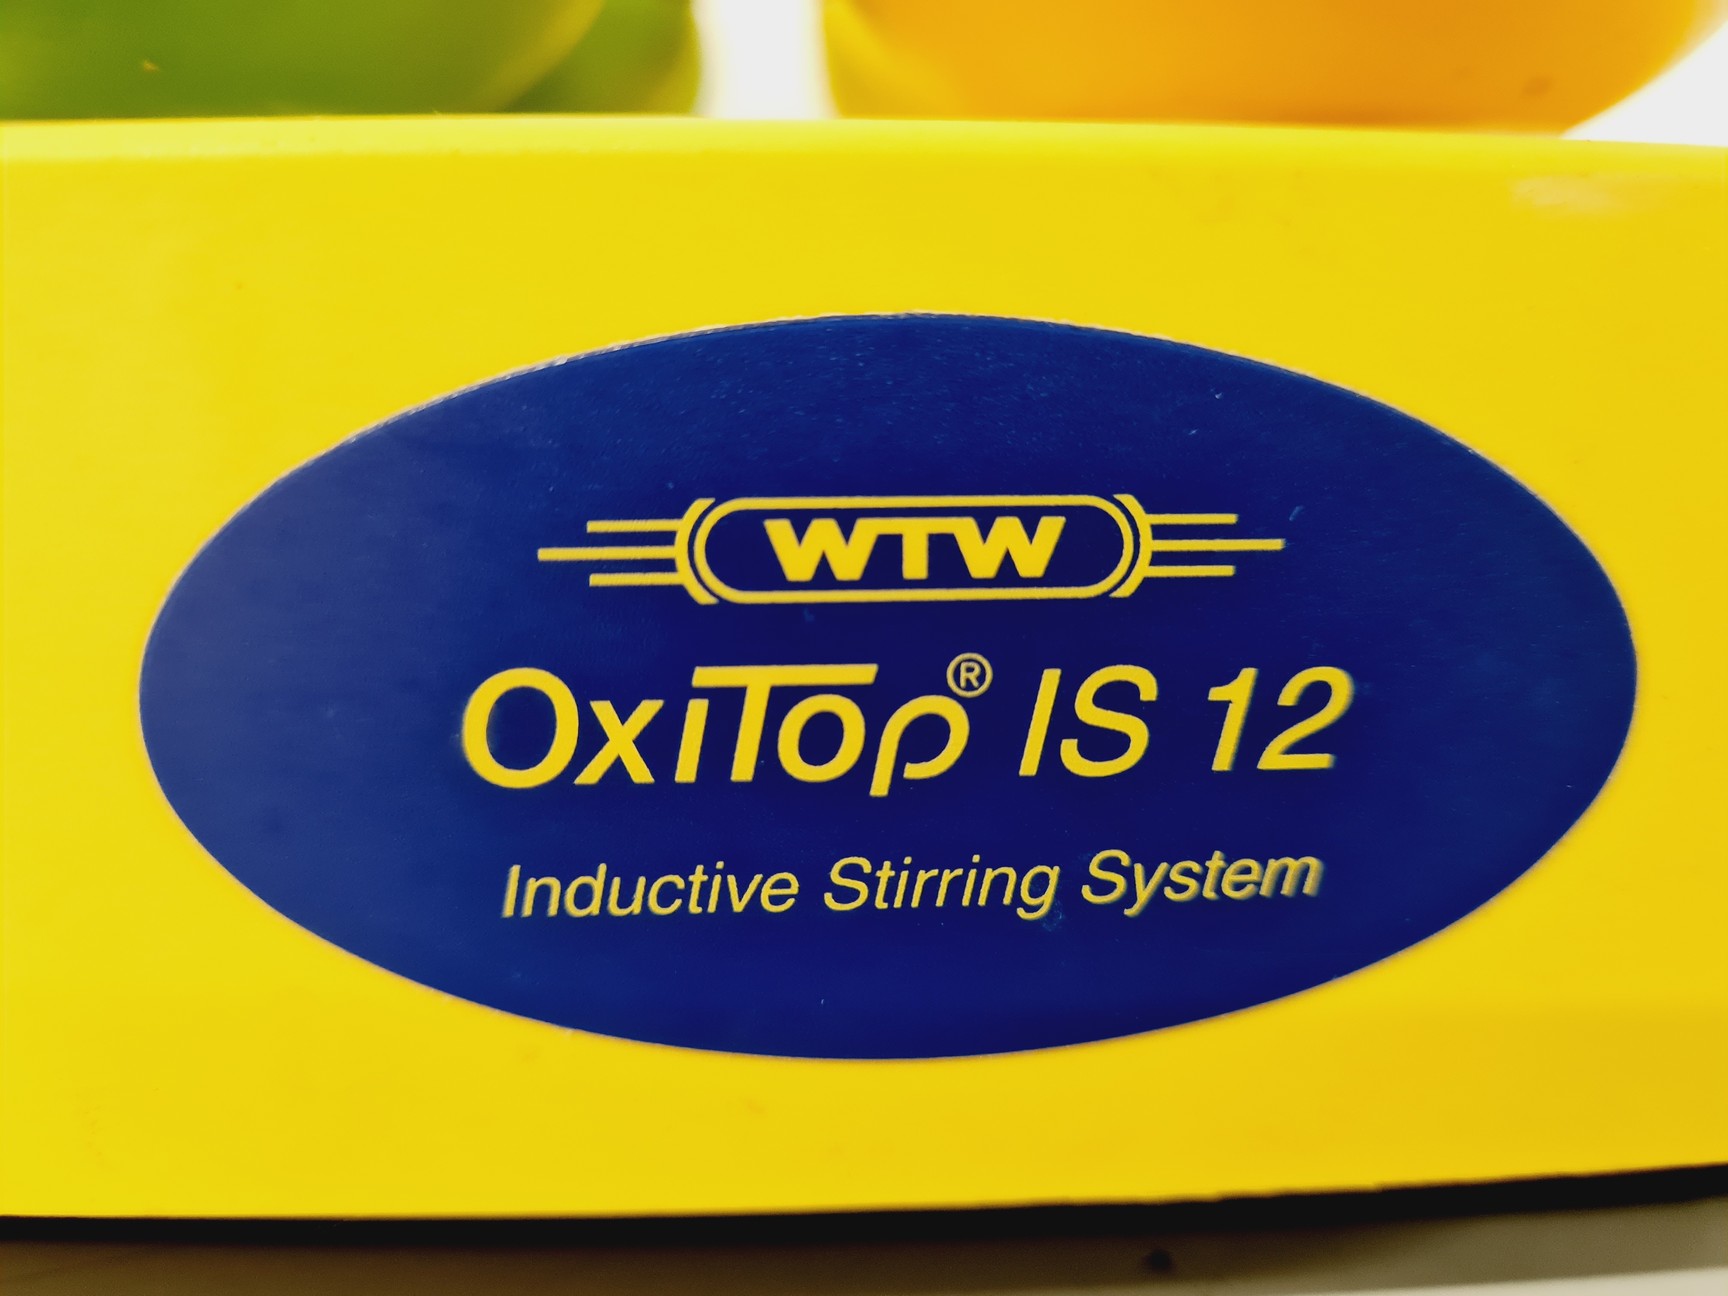 WTW
OxiTop® IS 12
Inductive Stirring System